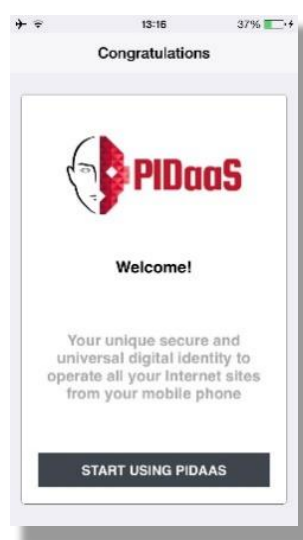 13:16 37%
Congratulations
PIDaaS
Welcome!
Your unique secure and
universal digital identity to
operate all your Internet sites
from your mobile phone
START USING PIDAAS